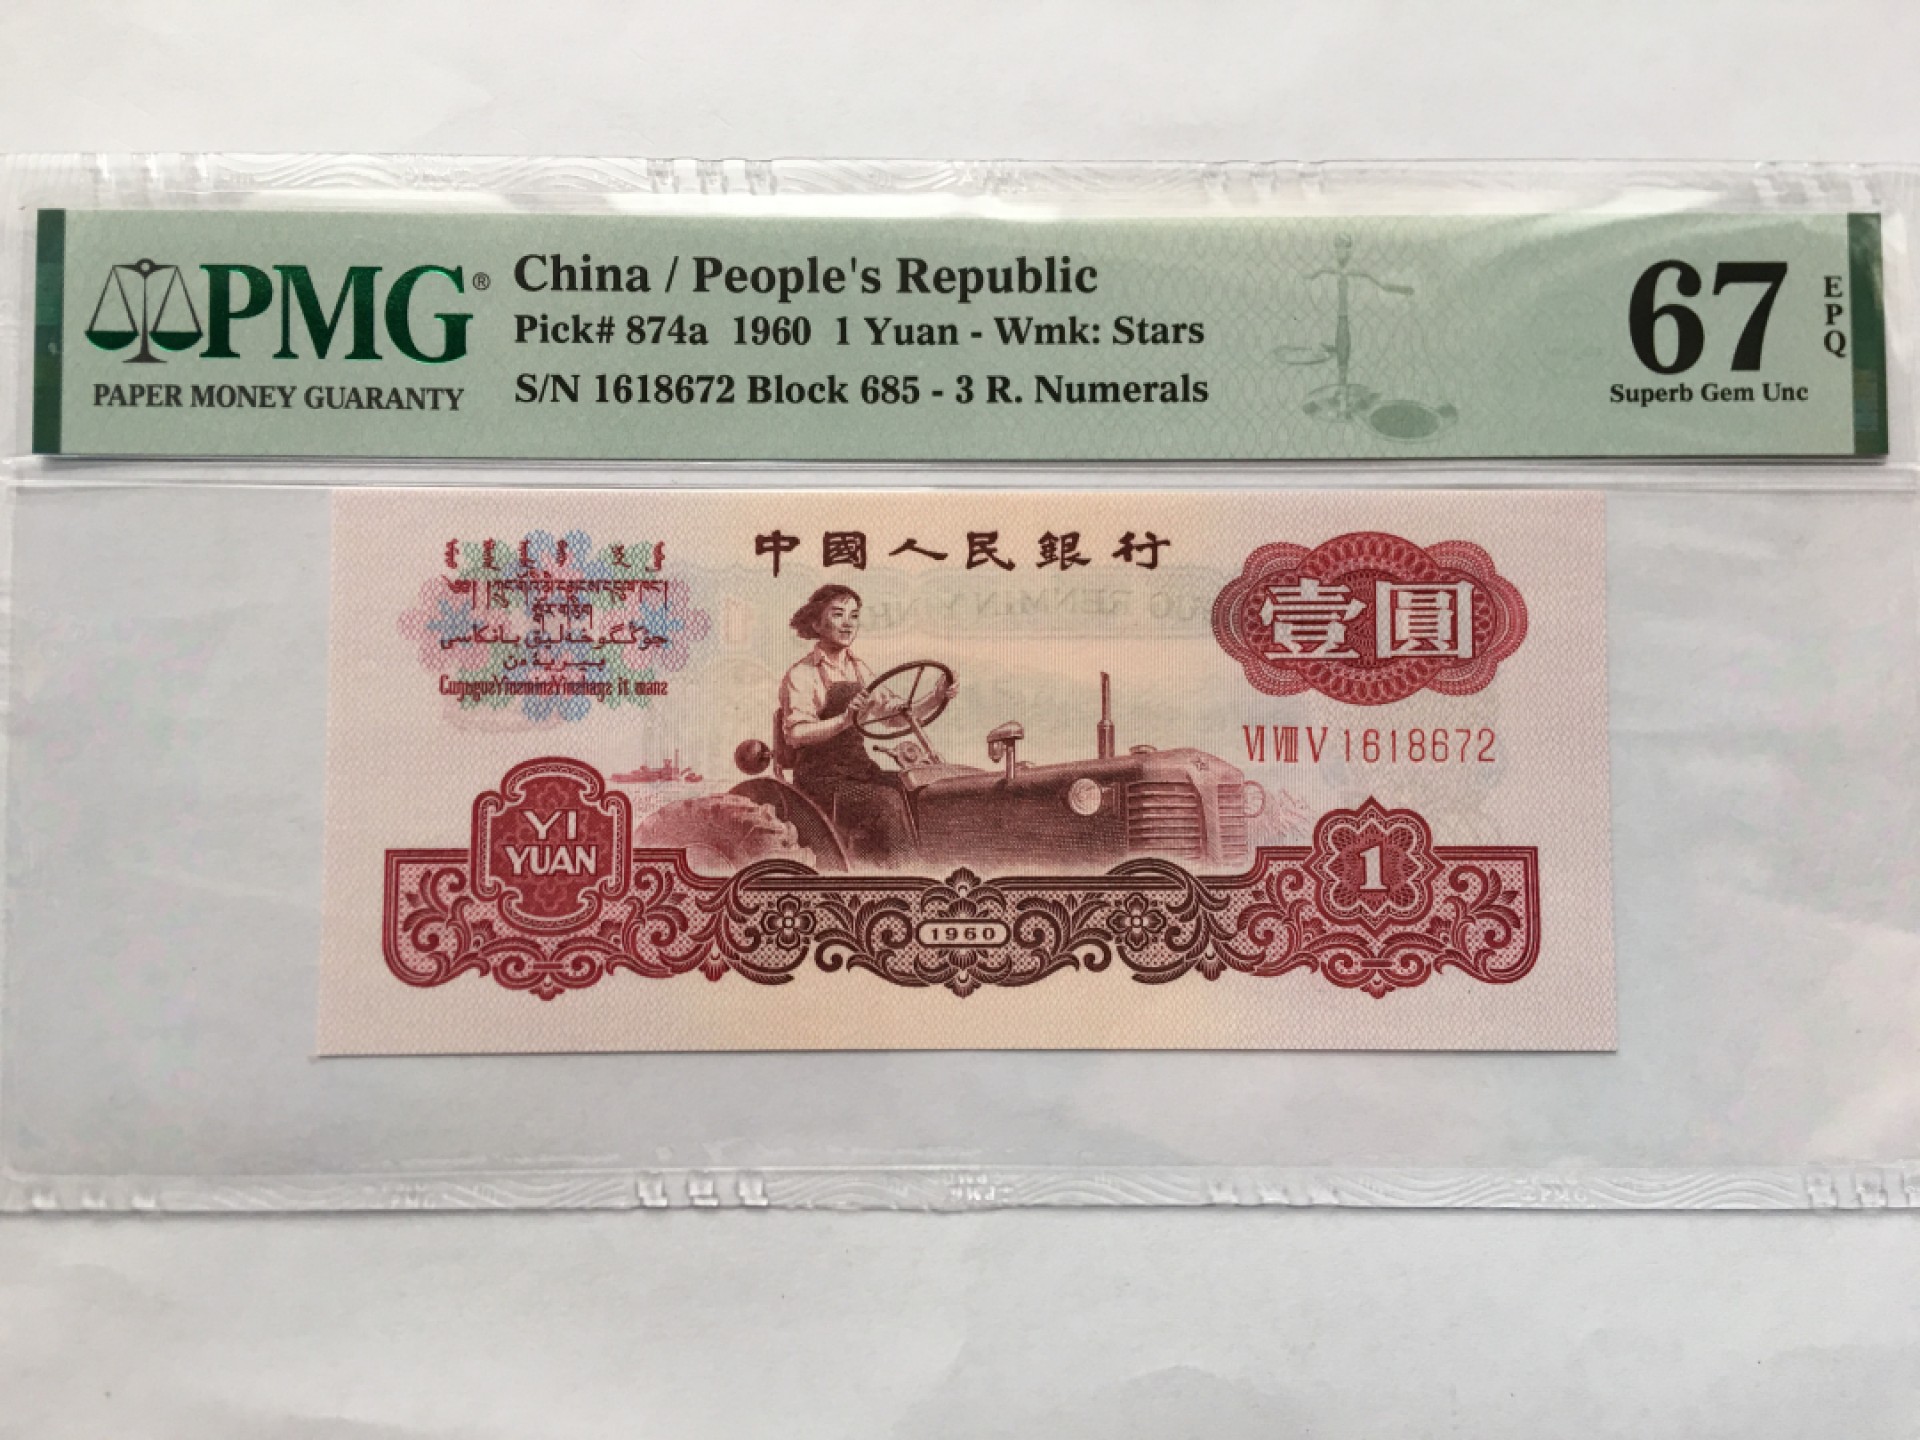 PMG®
PAPER MONEY GUARANTY
China / People's Republic
Pick# 874a 1960 1 Yuan - Wmk: Stars
S/N 1618672 Block 685 - 3 R. Numerals
67
EPQ
Superb Gem Unc
中國人民銀行
壹圓
VI VIII V 1618672
YI
YUAN
1
1960